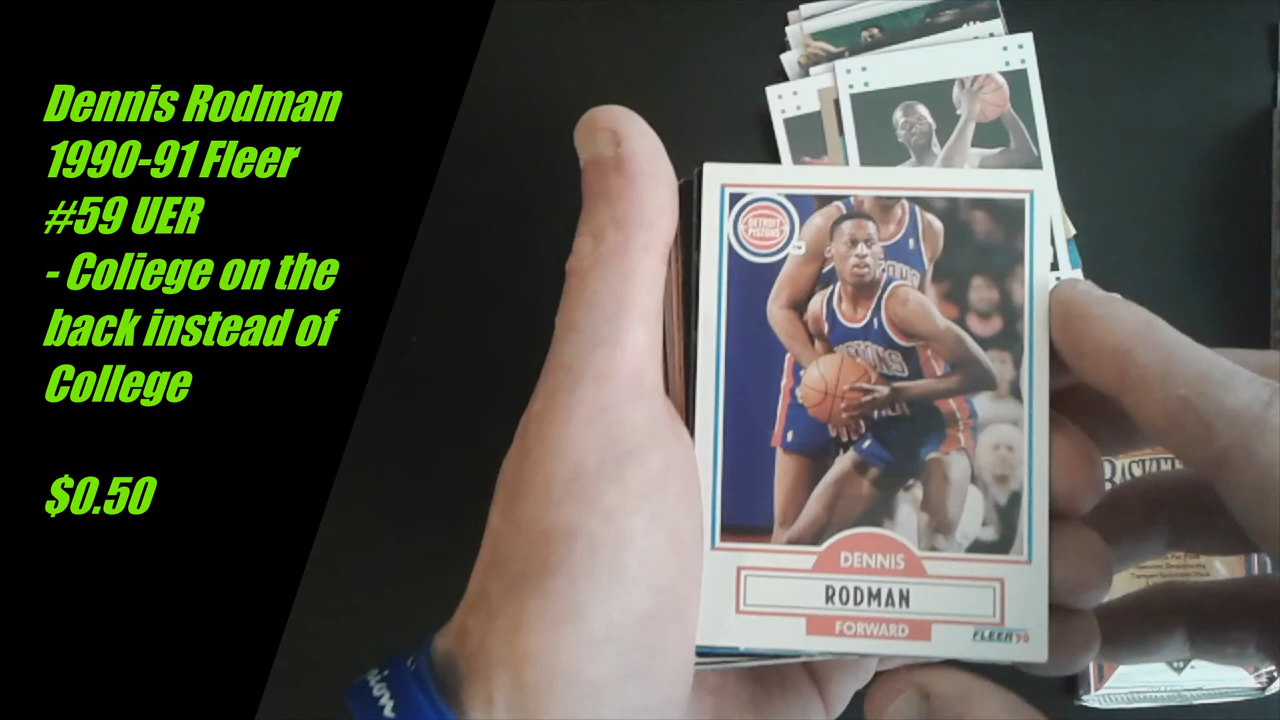 Dennis Rodman
1990-91 Fleer
#59 UER
- Coliege on the
back instead of
College
$0.50
DETROIT
PISTONS
DENNIS
RODMAN
FORWARD
FLEER '90